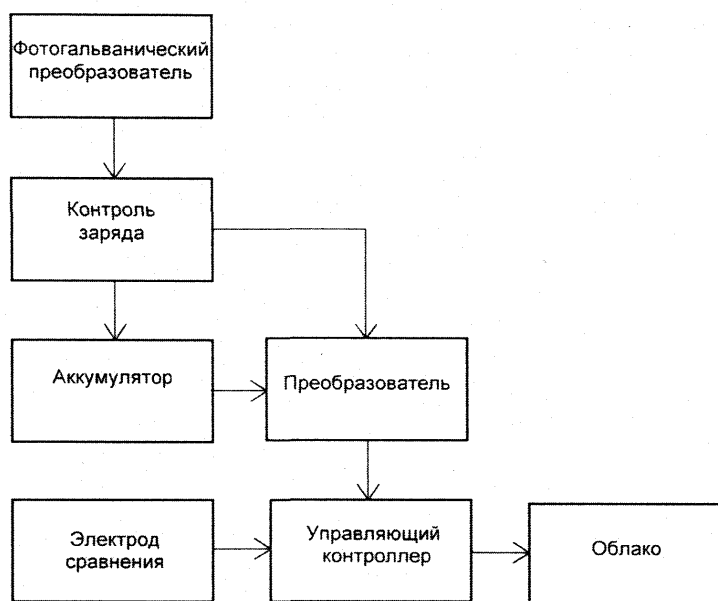 Фотогальванический
преобразователь
Контроль
заряда
Аккумулятор
Преобразователь
Электрод
сравнения
Управляющий
контроллер
Облако